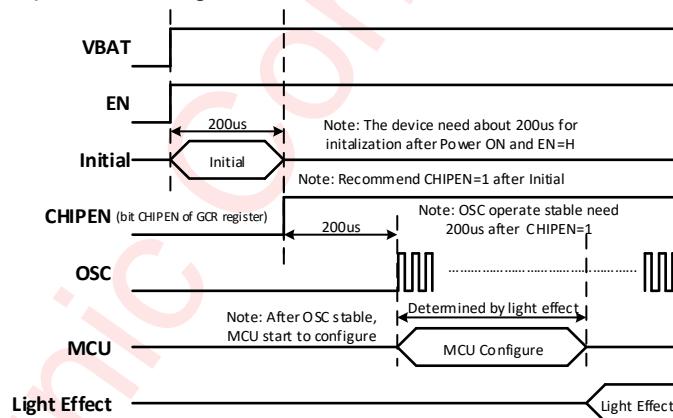 VBAT
EN
200us
Note: The device need about 200us for
initalization after Power ON and EN=H
Initial
Initial
Note: Recommend CHIPEN=1 after Initial
CHIPEN (bit CHIPEN of GCR register)
200us
Note: OSC operate stable need
200us after CHIPEN=1
OSC
Note: After OSC stable,
MCU start to configure
Determined by light effect
MCU
MCU Configure
Light Effect
Light Effect